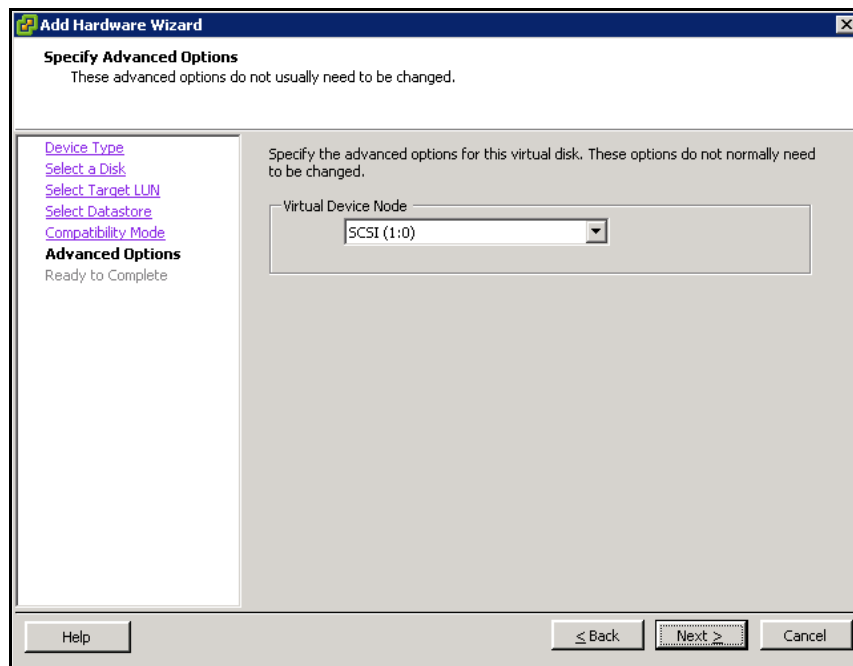 Add Hardware Wizard
Specify Advanced Options
These advanced options do not usually need to be changed.
Device Type
Select a Disk
Select Target LUN
Select Datastore
Compatibility Mode
Advanced Options
Ready to Complete
Specify the advanced options for this virtual disk. These options do not normally need
to be changed.
Virtual Device Node
SCSI (1:0)
Help
≤ Back
Next ≥
Cancel